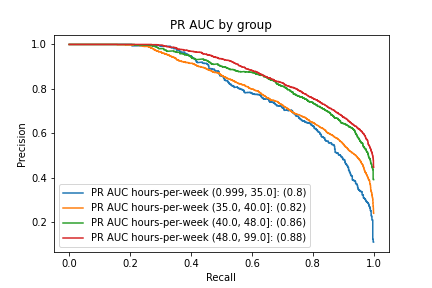 PR AUC by group
Precision
1.0
0.8
0.6
0.4
0.2
PR AUC hours-per-week (0.999, 35.0]: (0.8)
PR AUC hours-per-week (35.0, 40.0]: (0.82)
PR AUC hours-per-week (40.0, 48.0]: (0.86)
PR AUC hours-per-week (48.0, 99.0]: (0.88)
0.0 0.2 0.4 0.6 0.8 1.0
Recall